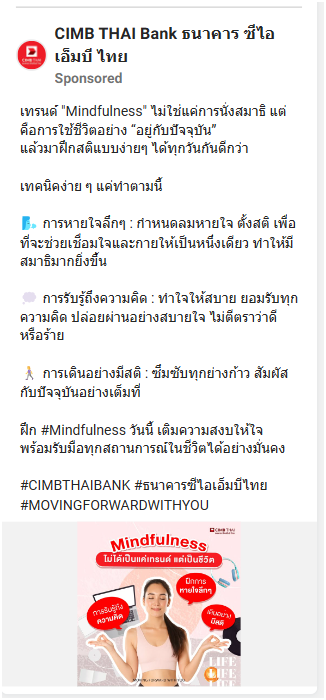 CIMB THAI Bank ธนาคาร ซีไอ
เอ็มบี ไทย
Sponsored
เทรนด์ "Mindfulness" ไม่ใช่แค่การนั่งสมาธิ แต่
คือการใช้ชีวิตอย่าง “อยู่กับปัจจุบัน”
แล้วมาฝึกสติแบบง่ายๆ ได้ทุกวันกันดีกว่า
เทคนิคง่าย ๆ แค่ทำตามนี้
🌬️ การหายใจลึกๆ : กำหนดลมหายใจ ตั้งสติ เพื่อ
ที่จะช่วยเชื่อมใจและกายให้เป็นหนึ่งเดียว ทำให้มี
สมาธิมากยิ่งขึ้น
💭 การรับรู้ถึงความคิด : ทำใจให้สบาย ยอมรับทุก
ความคิด ปล่อยผ่านอย่างสบายใจ ไม่ตีตราว่าดี
หรือร้าย
🚶‍♀️ การเดินอย่างมีสติ : ซึมซับทุกย่างก้าว สัมผัส
กับปัจจุบันอย่างเต็มที่
ฝึก #Mindfulness วันนี้ เติมความสงบให้ใจ
พร้อมรับมือทุกสถานการณ์ในชีวิตได้อย่างมั่นคง
#CIMBTHAIBANK #ธนาคารซีไอเอ็มบีไทย
#MOVINGFORWARDWITHYOU
CIMB THAI
Mindfulness
ไม่ได้เป็นแค่เทรนด์ แต่เป็นชีวิต
ฝึกการ
หายใจลึกๆ
การรับรู้ถึง
ความคิด
เดินอย่าง
มีสติ
LIFE
LIFE
LIFE